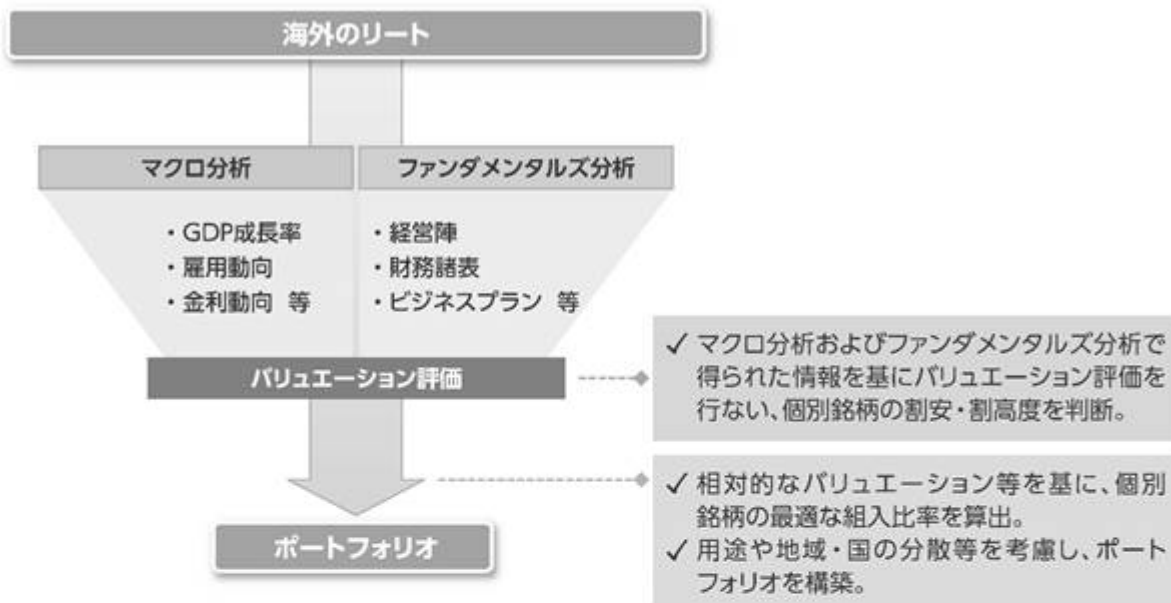 海外のリート
マクロ分析
ファンダメンタルズ分析
・GDP成長率
・雇用動向
・金利動向 等
・経営陣
・財務諸表
・ビジネスプラン 等
バリュエーション評価
✓ マクロ分析およびファンダメンタルズ分析で
得られた情報を基にバリュエーション評価を
行ない、個別銘柄の割安・割高度を判断。
✓ 相対的なバリュエーション等を基に、個別
銘柄の最適な組入比率を算出。
✓ 用途や地域・国の分散等を考慮し、ポート
フォリオを構築。
ポートフォリオ